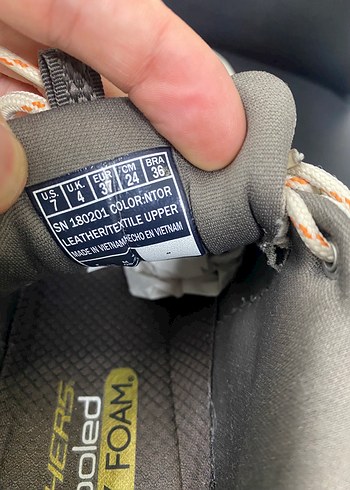 U.S. U.K. EUR CM BRA
7 4 37 24 36
SN 180201 COLOR:NTOR
LEATHER/TEXTILE UPPER
MADE IN VIETNAM/HECHO EN VIETNAM
HERS
ooled
FOAM